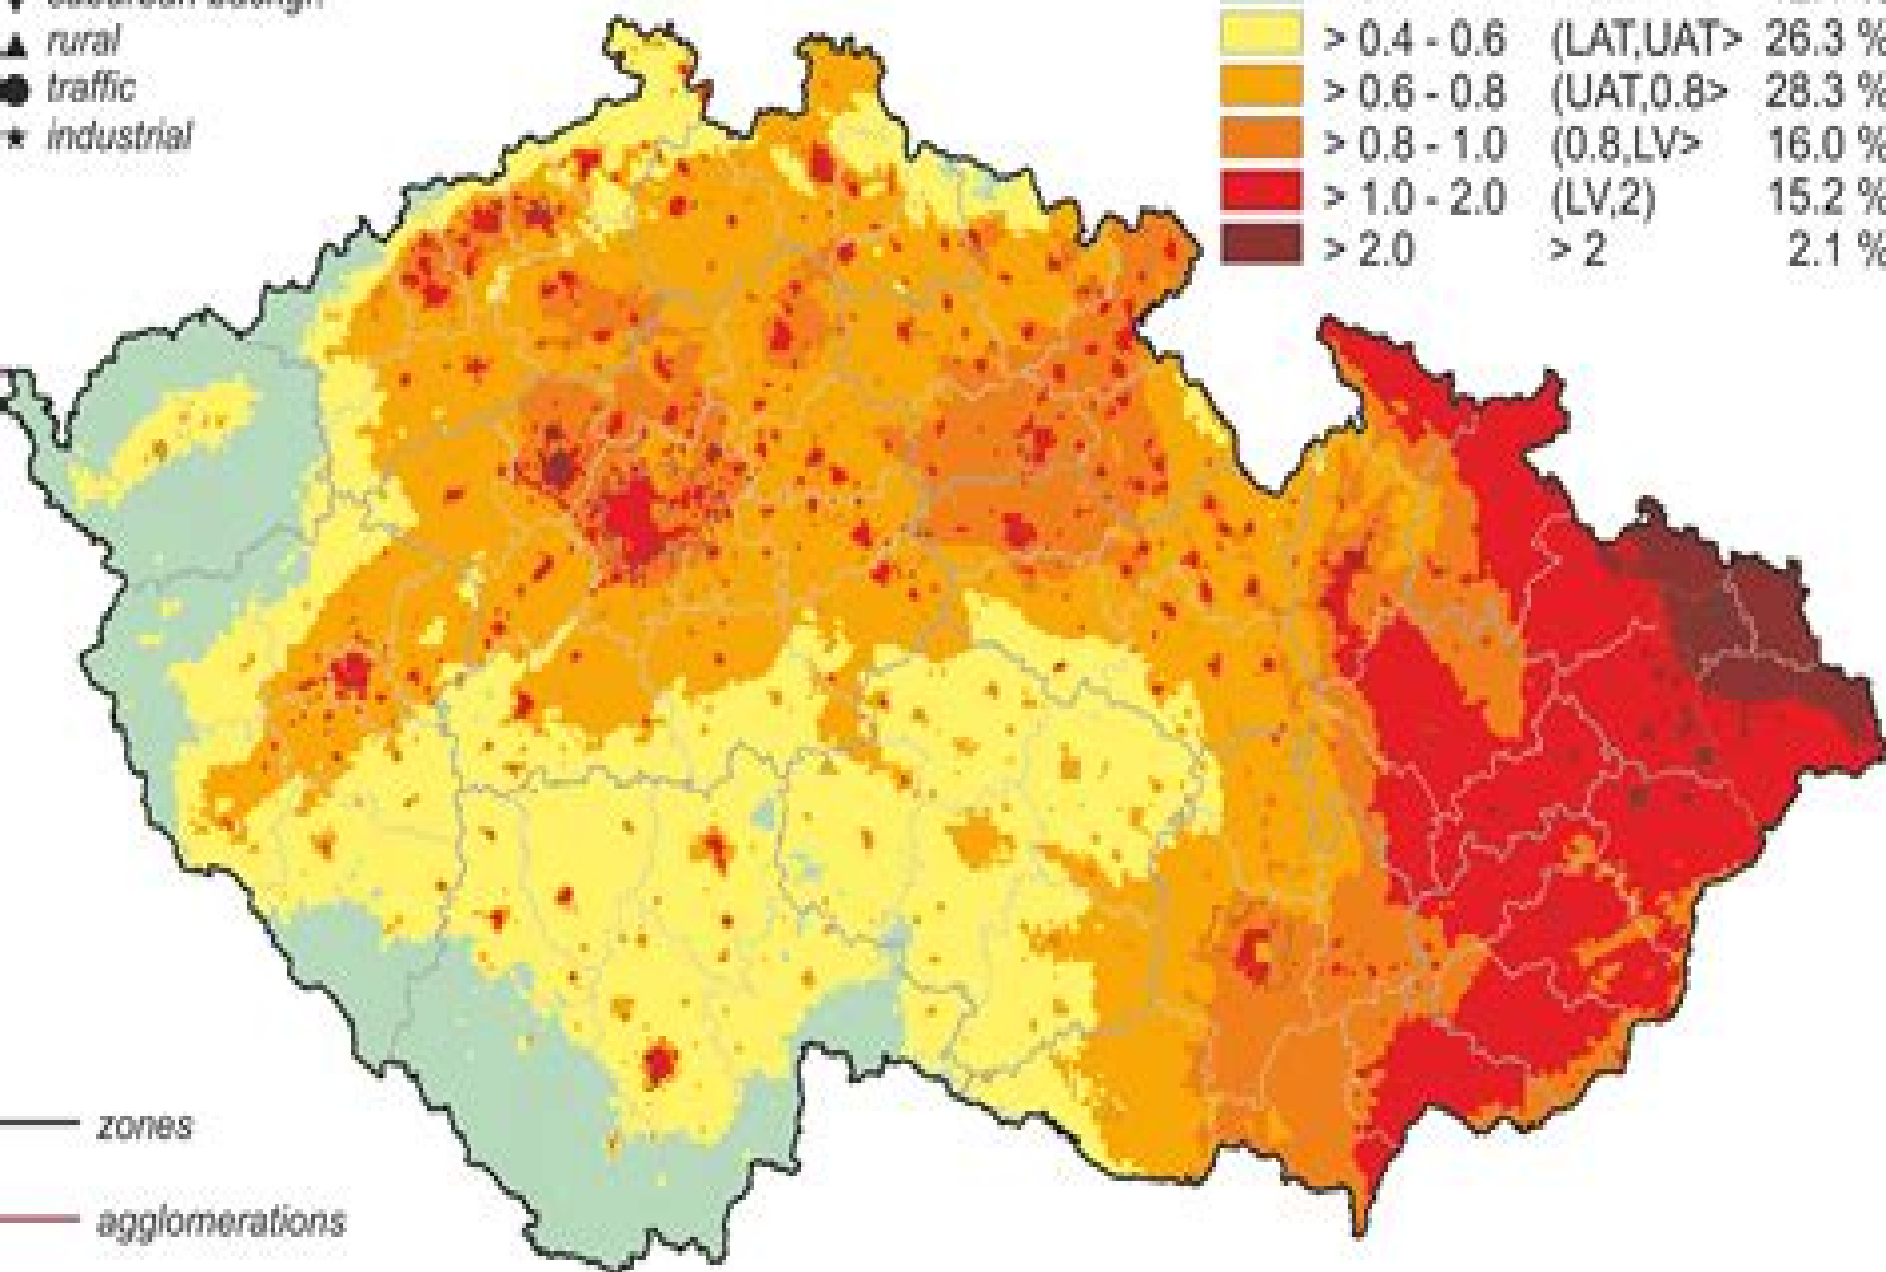 rural
traffic
industrial
> 0.4 - 0.6 (LAT,UAT> 26.3 %
> 0.6 - 0.8 (UAT,0.8> 28.3 %
> 0.8 - 1.0 (0.8,LV> 16.0 %
> 1.0 - 2.0 (LV,2) 15.2 %
> 2.0 > 2 2.1 %
zones
agglomerations